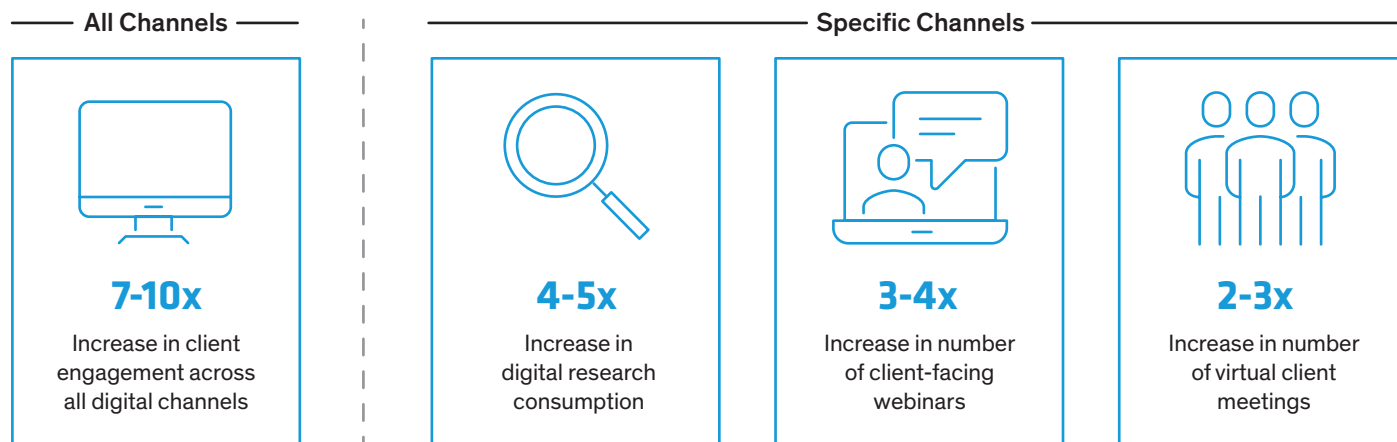 All Channels
Specific Channels
7-10x
Increase in client
engagement across
all digital channels
4-5x
Increase in
digital research
consumption
3-4x
Increase in number
of client-facing
webinars
2-3x
Increase in number
of virtual client
meetings